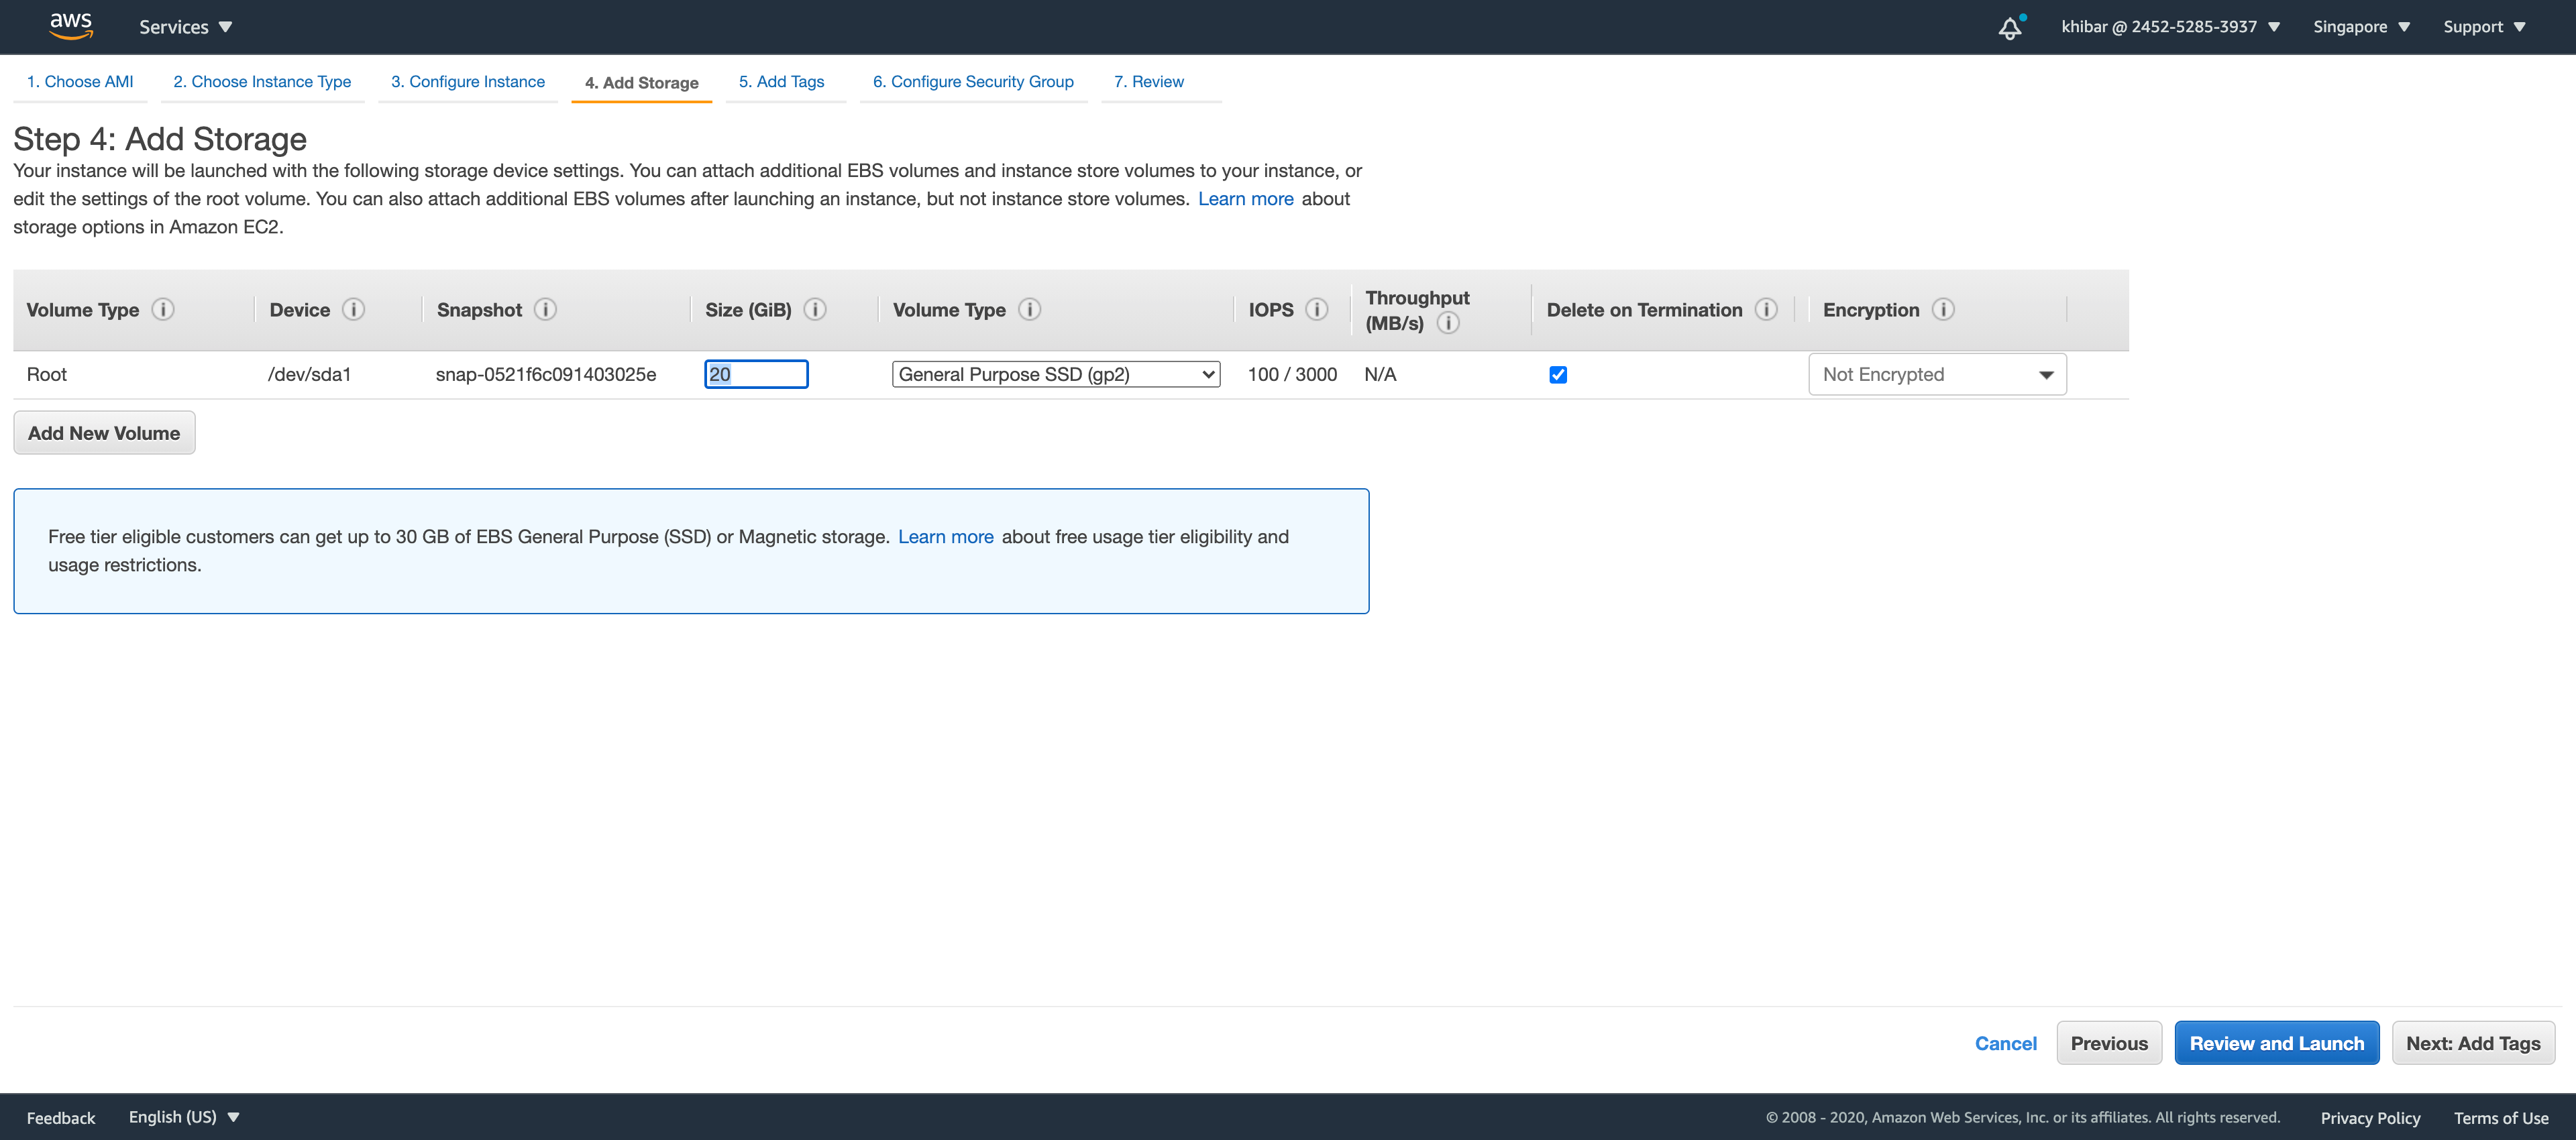 aws
Services
khibar @ 2452-5285-3937
Singapore
Support
1. Choose AMI
2. Choose Instance Type
3. Configure Instance
4. Add Storage
5. Add Tags
6. Configure Security Group
7. Review
Step 4: Add Storage
Your instance will be launched with the following storage device settings. You can attach additional EBS volumes and instance store volumes to your instance, or
edit the settings of the root volume. You can also attach additional EBS volumes after launching an instance, but not instance store volumes. Learn more about
storage options in Amazon EC2.
Volume Type
Device
Snapshot
Size (GiB)
Volume Type
IOPS
Throughput
(MB/s)
Delete on Termination
Encryption
Root
/dev/sda1
snap-0521f6c091403025e
20
General Purpose SSD (gp2)
100 / 3000
N/A
Not Encrypted
Add New Volume
Free tier eligible customers can get up to 30 GB of EBS General Purpose (SSD) or Magnetic storage. Learn more about free usage tier eligibility and
usage restrictions.
Cancel
Previous
Review and Launch
Next: Add Tags
Feedback
English (US)
© 2008 - 2020, Amazon Web Services, Inc. or its affiliates. All rights reserved.
Privacy Policy
Terms of Use